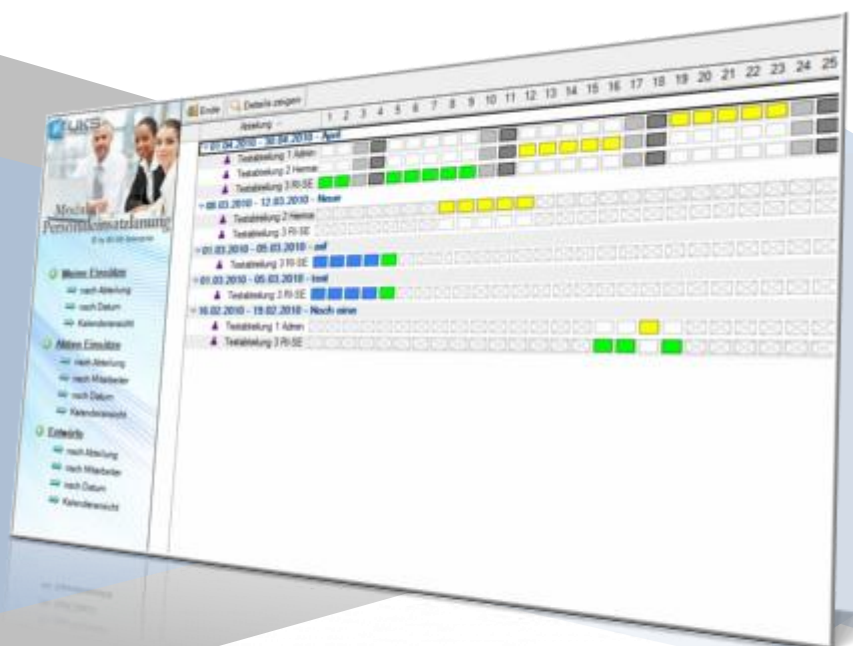 UKS
Modul
Personaleinsatzplanung
Ende Details zeigen
Abteilung 1 2 3 4 5 6 7 8 9 10 11 12 13 14 15 16 17 18 19 20 21 22 23 24 25
01.04.2010 - 30.04.2010 - April
Testabteilung 1 Admin
Testabteilung 2 Hermai
Testabteilung 3 RI-SE
08.03.2010 - 12.03.2010 - Neuer
Testabteilung 2 Hermai
Testabteilung 3 RI-SE
01.03.2010 - 05.03.2010 -
Testabteilung 3 RI-SE
01.03.2010 - 05.03.2010 - test
Testabteilung 3 RI-SE
16.02.2010 - 19.02.2010 - Noch einer
Testabteilung 1 Admin
Testabteilung 3 RI-SE
Meine Einsätze
nach Abteilung
nach Datum
Kalenderansicht
Aktive Einsätze
nach Abteilung
nach Mitarbeiter
nach Datum
Kalenderansicht
Entwürfe
nach Abteilung
nach Mitarbeiter
nach Datum
Kalenderansicht